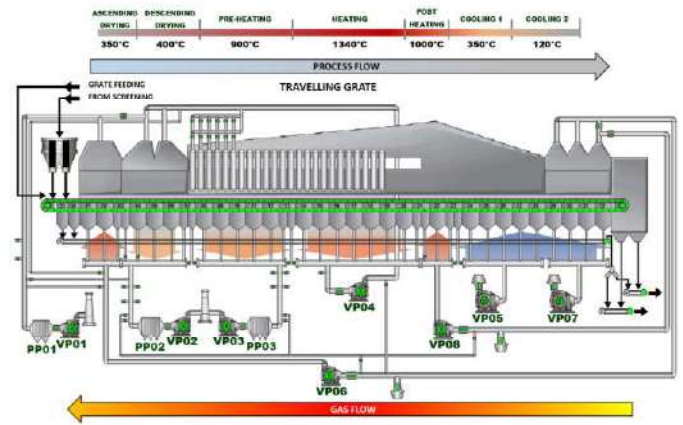 ASCENDING DRYING
DESCENDING DRYING
PRE-HEATING
HEATING
POST HEATING
COOLING 1
COOLING 2
350°C
400°C
900°C
1340°C
1000°C
350°C
120°C
PROCESS FLOW
GRATE FEEDING
FROM SCREENING
TRAVELLING GRATE
VP04
VP05
VP07
PP01
VP01
PP02
VP02
VP03
PP03
VP08
VP06
GAS FLOW